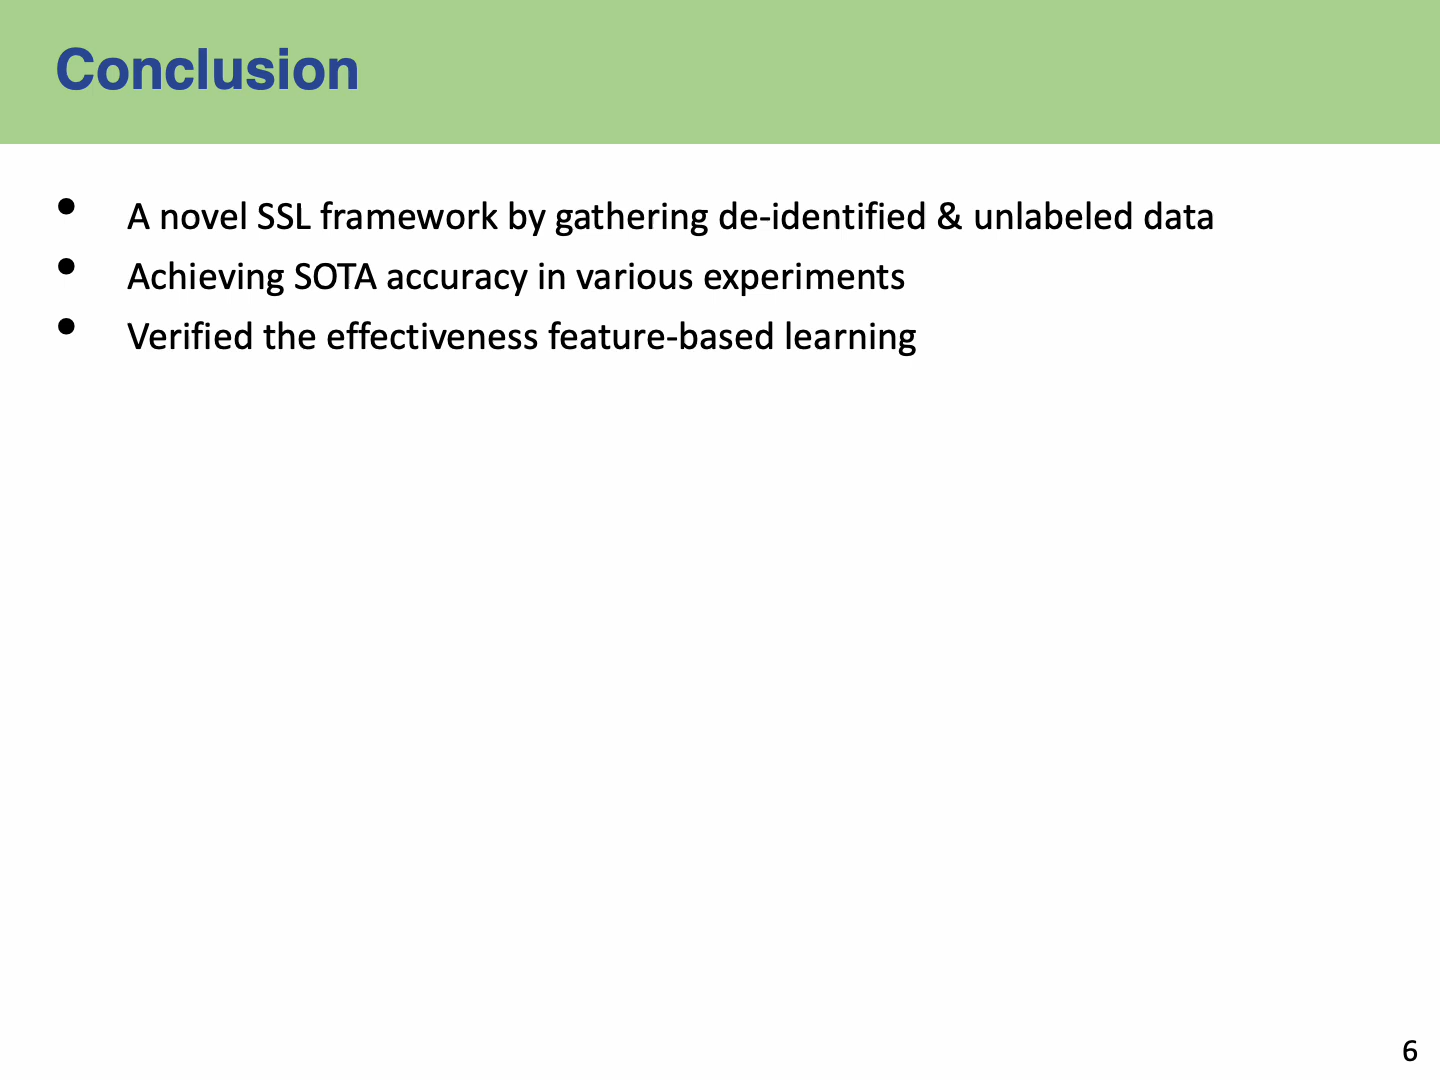 Conclusion
• A novel SSL framework by gathering de-identified & unlabeled data
• Achieving SOTA accuracy in various experiments
• Verified the effectiveness feature-based learning
6